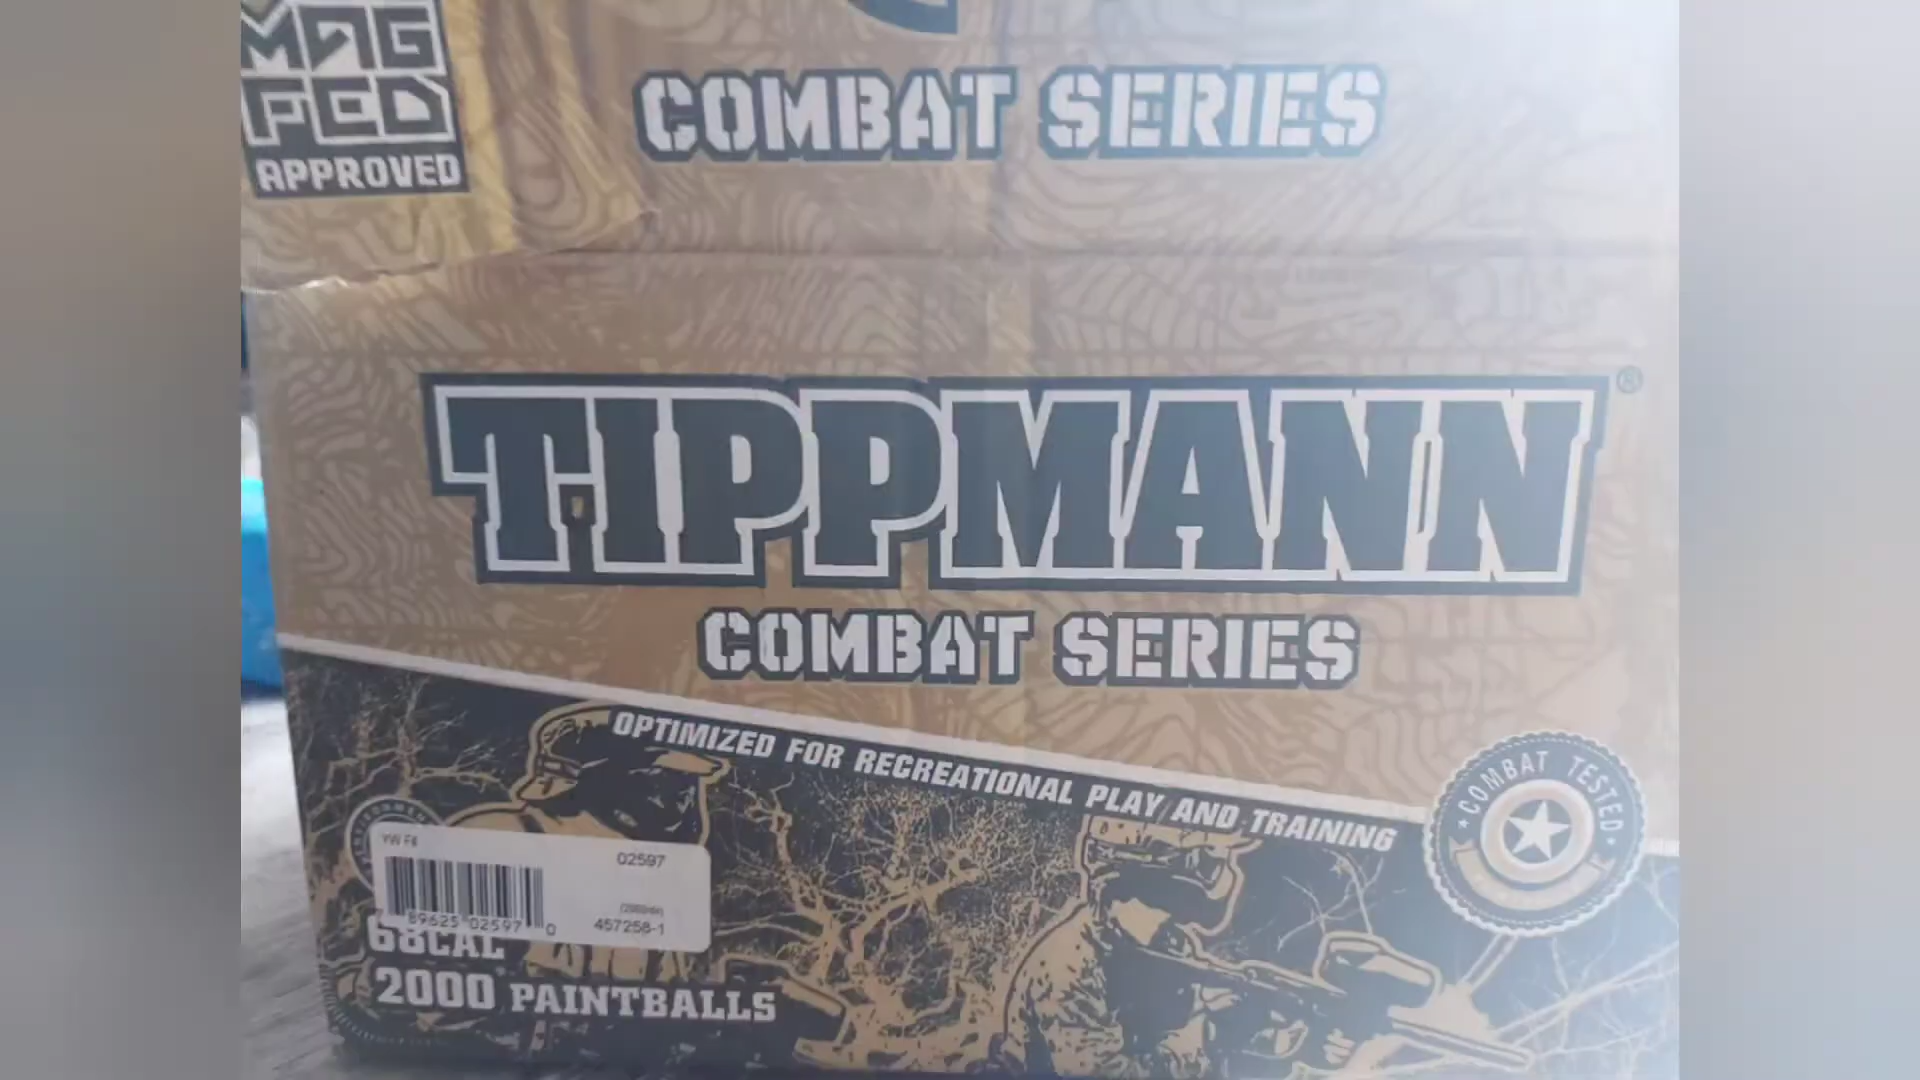 MAG
FED
APPROVED
COMBAT SERIES
TIPPMANN®
COMBAT SERIES
OPTIMIZED FOR RECREATIONAL PLAY AND TRAINING
COMBAT TESTED
02597
89625 02597 0
457258-1
68CAL
2000 PAINTBALLS